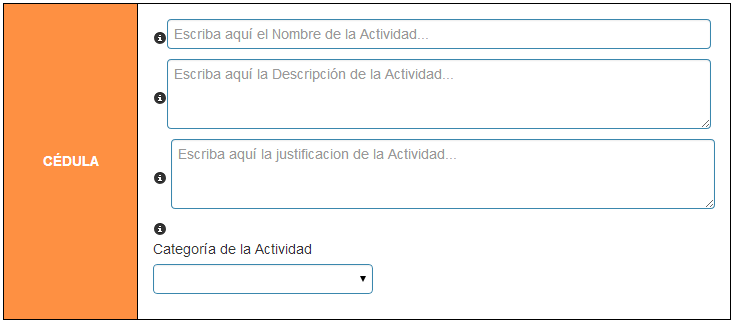 CÉDULA
Escriba aquí el Nombre de la Actividad...
Escriba aquí la Descripción de la Actividad...
Escriba aquí la justificacion de la Actividad...
Categoría de la Actividad